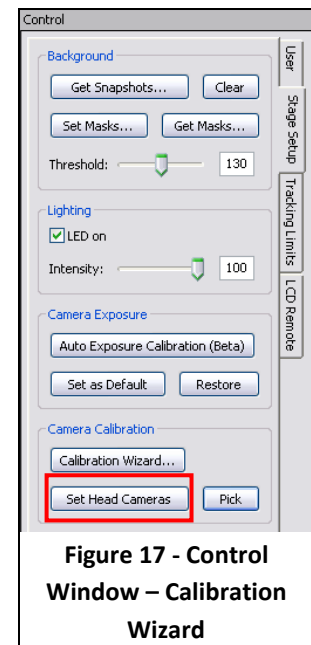 Control
Background
Get Snapshots... Clear
Set Masks... Get Masks...
Threshold: 130
Lighting
LED on
Intensity: 100
Camera Exposure
Auto Exposure Calibration (Beta)
Set as Default Restore
Camera Calibration
Calibration Wizard...
Set Head Cameras Pick
User
Stage Setup
Tracking Limits
LCD Remote
Figure 17 - Control
Window – Calibration
Wizard